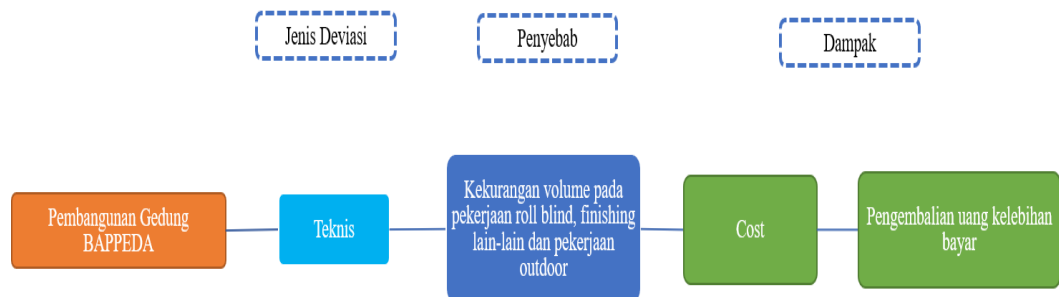 Jenis Deviasi
Penyebab
Dampak
Pembangunan Gedung
BAPPEDA
Teknis
Kekurangan volume pada
pekerjaan roll blind, finishing
lain-lain dan pekerjaan
outdoor
Cost
Pengembalian uang kelebihan
bayar